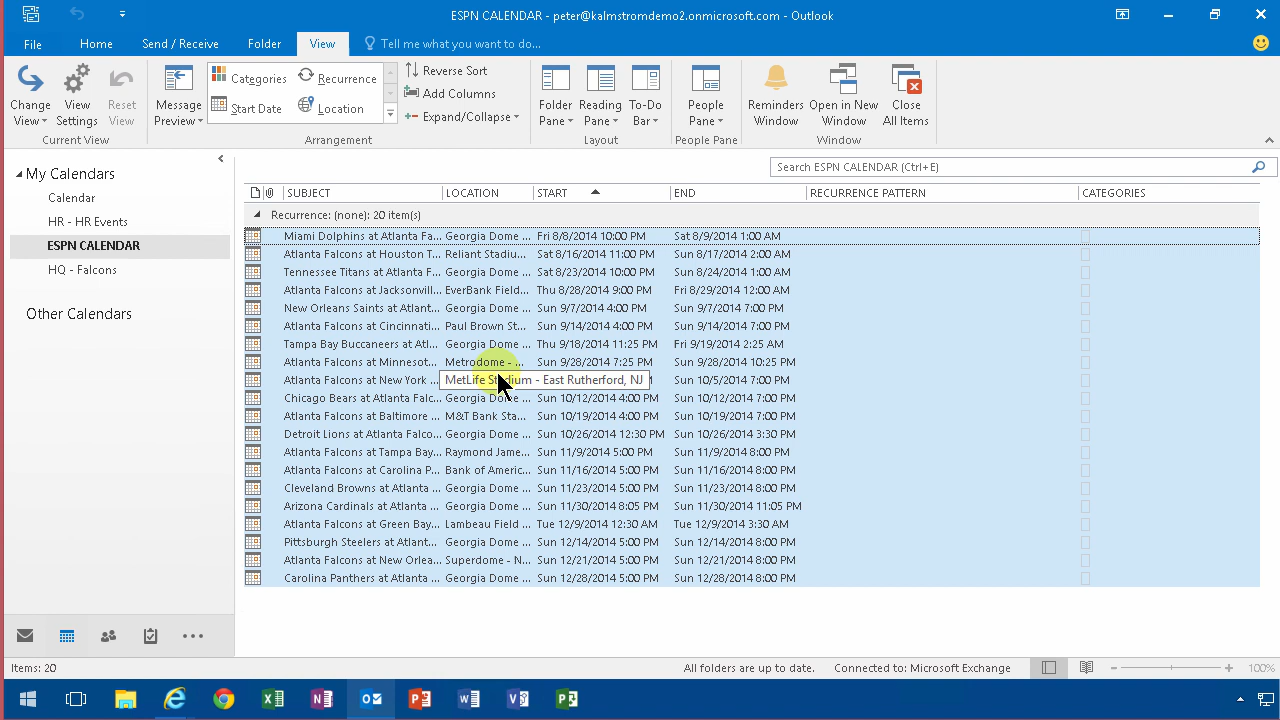 ESPN CALENDAR - peter@kalmstromdemo2.onmicrosoft.com - Outlook
File Home Send / Receive Folder View Tell me what you want to do...
Change View
View Settings
Reset View
Current View
Message Preview
Categories Recurrence
Start Date Location
Reverse Sort
Add Columns
Expand/Collapse
Arrangement
Folder Pane
Reading Pane
To-Do Bar
Layout
People Pane
People Pane
Reminders Window
Open in New Window
Close All Items
Window
My Calendars
Calendar
HR - HR Events
ESPN CALENDAR
HQ - Falcons
Other Calendars
Search ESPN CALENDAR (Ctrl+E)
SUBJECT LOCATION START END RECURRENCE PATTERN CATEGORIES
Recurrence: (none): 20 item(s)
Miami Dolphins at Atlanta Fa... Georgia Dome ... Fri 8/8/2014 10:00 PM Sat 8/9/2014 1:00 AM
Atlanta Falcons at Houston T... Reliant Stadiu... Sat 8/16/2014 11:00 PM Sun 8/17/2014 2:00 AM
Tennessee Titans at Atlanta F... Georgia Dome ... Sat 8/23/2014 10:00 PM Sun 8/24/2014 1:00 AM
Atlanta Falcons at Jacksonvill... EverBank Field... Thu 8/28/2014 9:00 PM Fri 8/29/2014 12:00 AM
New Orleans Saints at Atlant... Georgia Dome ... Sun 9/7/2014 4:00 PM Sun 9/7/2014 7:00 PM
Atlanta Falcons at Cincinnati... Paul Brown St... Sun 9/14/2014 4:00 PM Sun 9/14/2014 7:00 PM
Tampa Bay Buccaneers at Atl... Georgia Dome ... Thu 9/18/2014 11:25 PM Fri 9/19/2014 2:25 AM
Atlanta Falcons at Minnesot... Metrodome - ... Sun 9/28/2014 7:25 PM Sun 9/28/2014 10:25 PM
Atlanta Falcons at New York ... MetLife Stadium - East Rutherford, NJ Sun 10/5/2014 7:00 PM
Chicago Bears at Atlanta Falc... Georgia Dome ... Sun 10/12/2014 4:00 PM Sun 10/12/2014 7:00 PM
Atlanta Falcons at Baltimore ... M&T Bank Sta... Sun 10/19/2014 4:00 PM Sun 10/19/2014 7:00 PM
Detroit Lions at Atlanta Falco... Georgia Dome ... Sun 10/26/2014 12:30 PM Sun 10/26/2014 3:30 PM
Atlanta Falcons at Tampa Bay... Raymond Jame... Sun 11/9/2014 5:00 PM Sun 11/9/2014 8:00 PM
Atlanta Falcons at Carolina P... Bank of Americ... Sun 11/16/2014 5:00 PM Sun 11/16/2014 8:00 PM
Cleveland Browns at Atlanta ... Georgia Dome ... Sun 11/23/2014 5:00 PM Sun 11/23/2014 8:00 PM
Arizona Cardinals at Atlanta ... Georgia Dome ... Sun 11/30/2014 8:05 PM Sun 11/30/2014 11:05 PM
Atlanta Falcons at Green Bay... Lambeau Field ... Tue 12/9/2014 12:30 AM Tue 12/9/2014 3:30 AM
Pittsburgh Steelers at Atlant... Georgia Dome ... Sun 12/14/2014 5:00 PM Sun 12/14/2014 8:00 PM
Atlanta Falcons at New Orlea... Superdome - N... Sun 12/21/2014 5:00 PM Sun 12/21/2014 8:00 PM
Carolina Panthers at Atlanta ... Georgia Dome ... Sun 12/28/2014 5:00 PM Sun 12/28/2014 8:00 PM
Items: 20 All folders are up to date. Connected to: Microsoft Exchange 100%